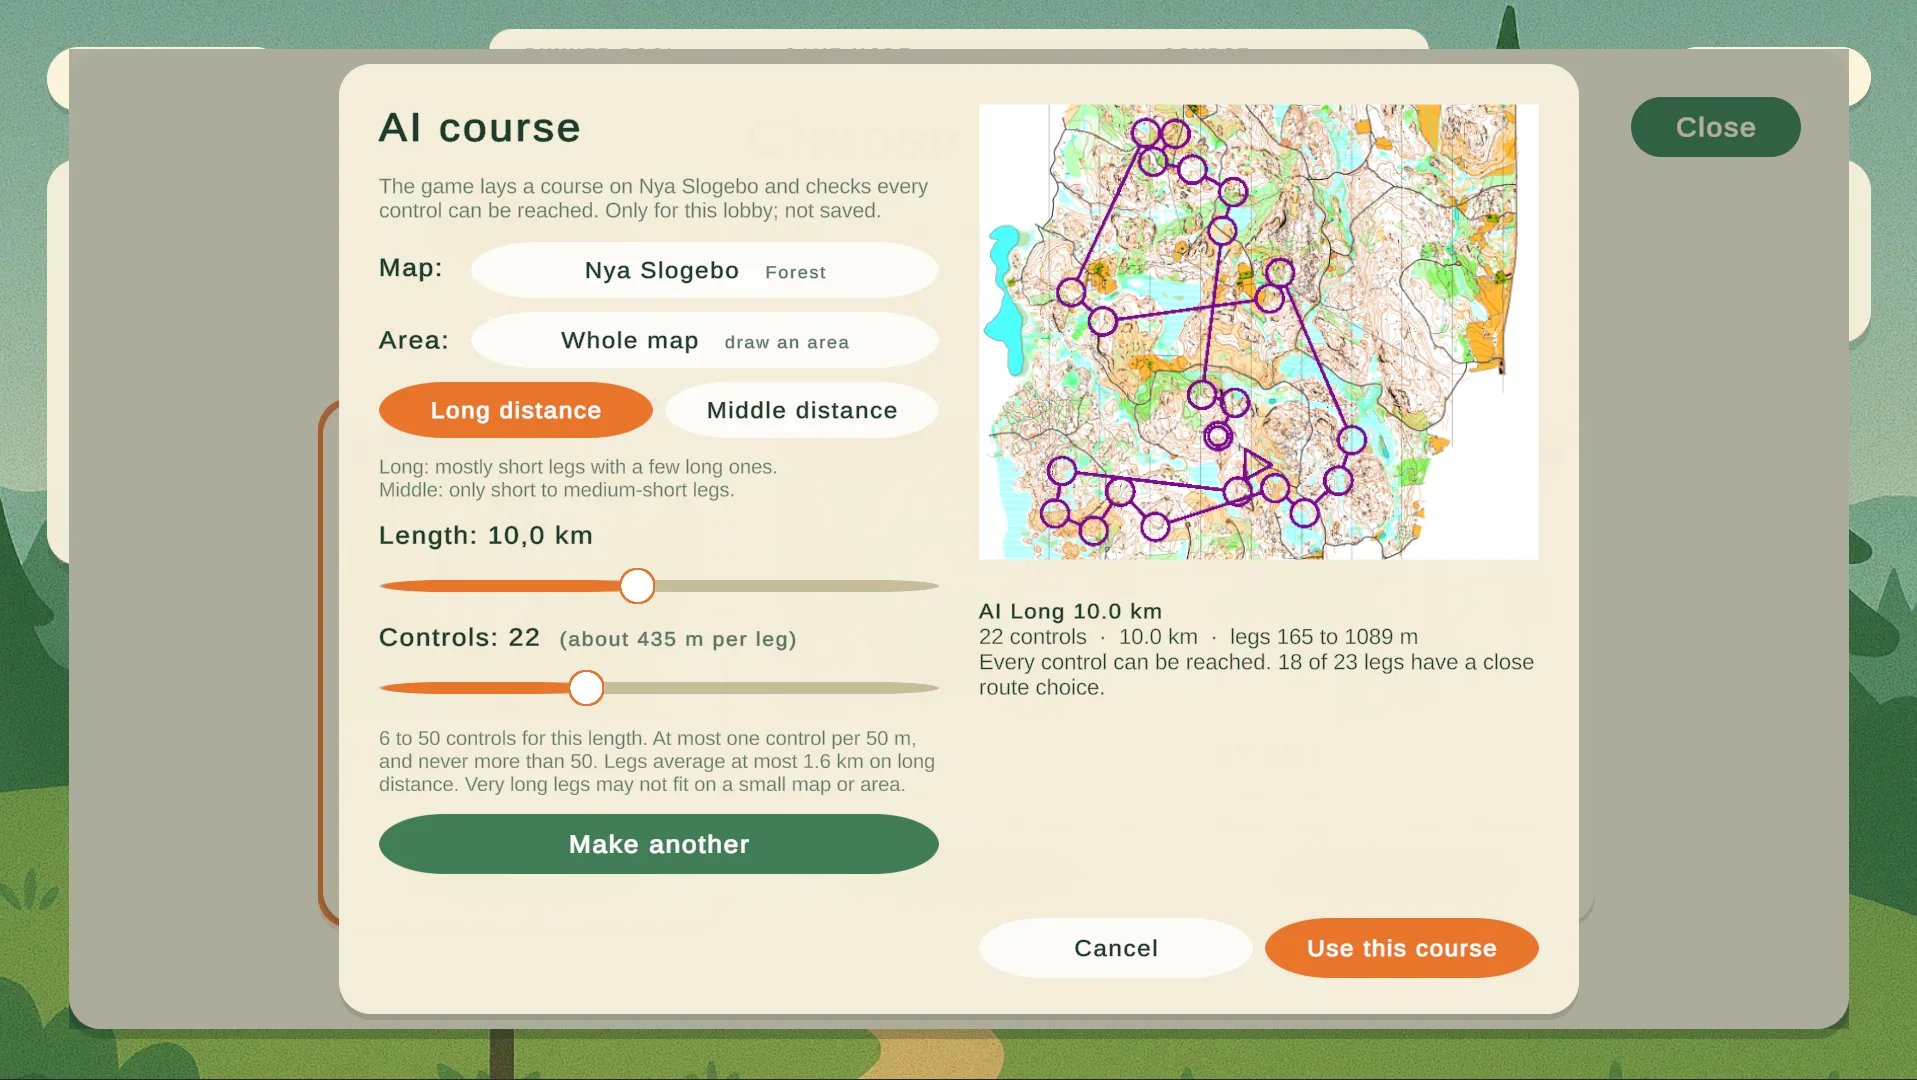 AI course
The game lays a course on Nya Slogebo and checks every
control can be reached. Only for this lobby; not saved.
Map:
Nya Slogebo Forest
Area:
Whole map draw an area
Long distance
Middle distance
Long: mostly short legs with a few long ones.
Middle: only short to medium-short legs.
Length: 10,0 km
Controls: 22 (about 435 m per leg)
6 to 50 controls for this length. At most one control per 50 m,
and never more than 50. Legs average at most 1.6 km on long
distance. Very long legs may not fit on a small map or area.
Make another
Close
AI Long 10.0 km
22 controls · 10.0 km · legs 165 to 1089 m
Every control can be reached. 18 of 23 legs have a close
route choice.
Cancel
Use this course